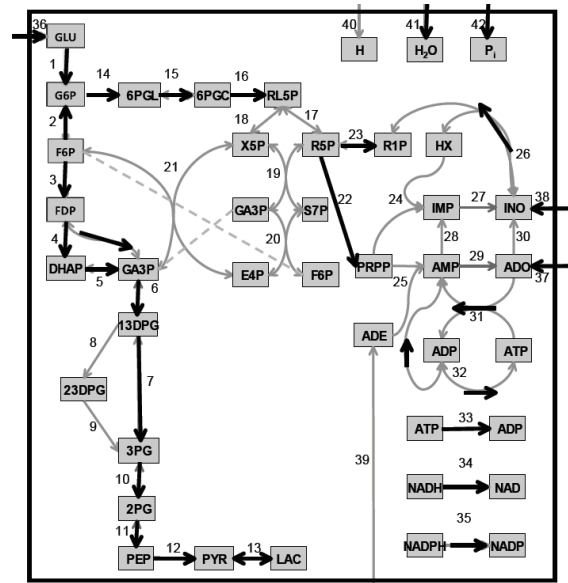 40 41 42
36
GLU H H₂O Pᵢ
1
14 15 16
G6P 6PGL 6PGC RL5P
2 18 17
21 23 26
F6P X5P R5P R1P HX
3 19 22 24 27 38
FDP GA3P S7P IMP INO
4 20 28 30
29
DHAP GA3P E4P F6P PRPP AMP ADO
5 6 25 37
13DPG 31
8 ADE ADP ATP
7 32
23DPG
9 33
3PG ATP ADP
10 39 34
NADH NAD
2PG
11 35
12 13 NADPH NADP
PEP PYR LAC